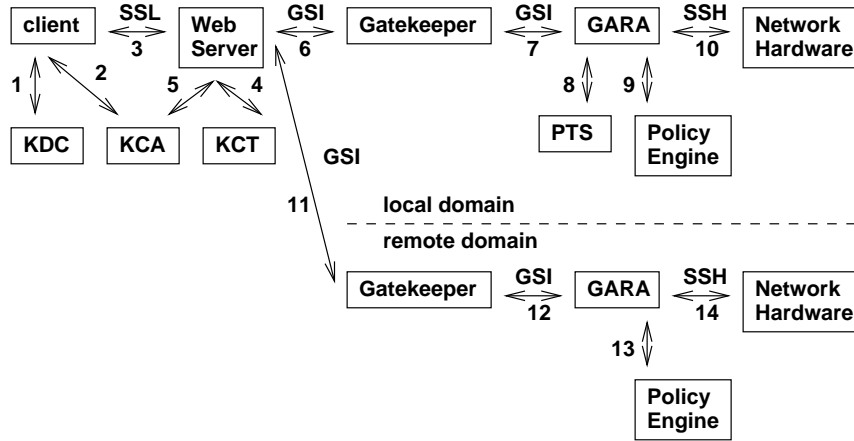 SSL
GSI
GSI
SSH
client
Web
Server
Gatekeeper
GARA
Network
Hardware
3
6
7
10
1
2
5
4
8
9
KDC
KCA
KCT
PTS
Policy
Engine
GSI
11
local domain
remote domain
GSI
SSH
Gatekeeper
GARA
Network
Hardware
12
14
13
Policy
Engine